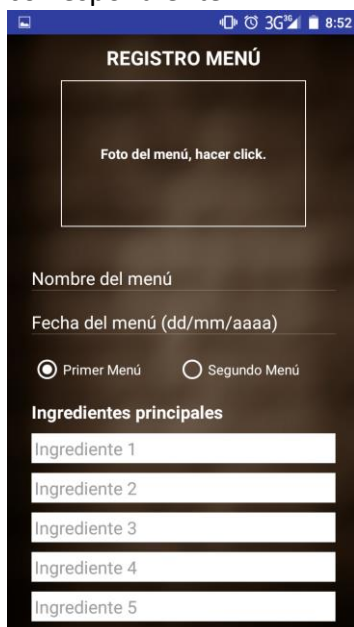 3G 8:52
REGISTRO MENÚ
Foto del menú, hacer click.
Nombre del menú
Fecha del menú (dd/mm/aaaa)
Primer Menú Segundo Menú
Ingredientes principales
Ingrediente 1
Ingrediente 2
Ingrediente 3
Ingrediente 4
Ingrediente 5